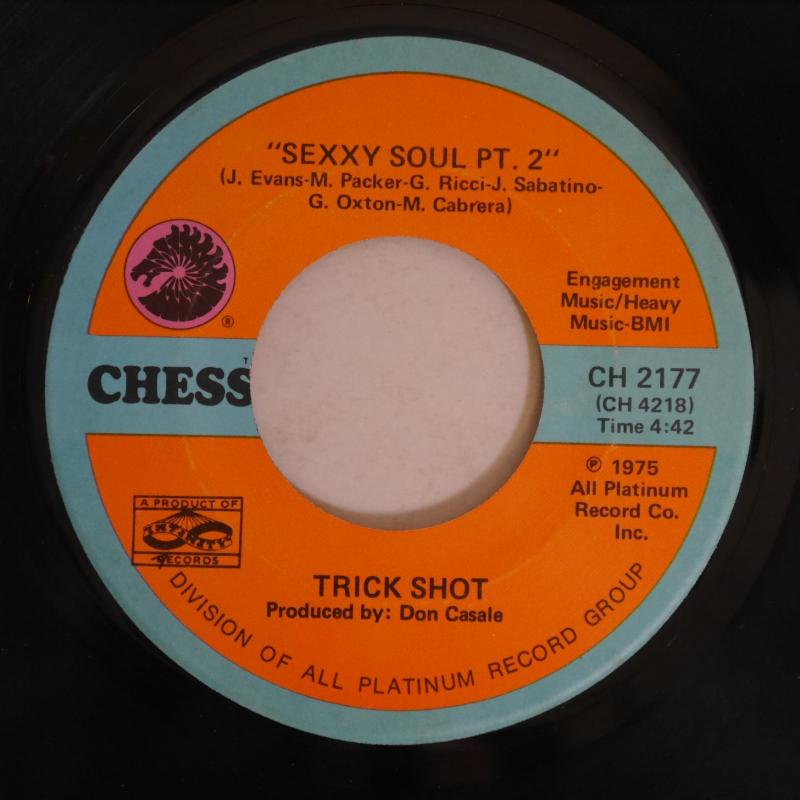 "SEXXY SOUL PT. 2"
(J. Evans-M. Packer-G. Ricci-J. Sabatino-
G. Oxton-M. Cabrera)
Engagement
Music/Heavy
Music-BMI
®
CHESS
CH 2177
(CH 4218)
Time 4:42
℗ 1975
All Platinum
Record Co.
Inc.
A PRODUCT OF
INFINITE
RECORDS
TRICK SHOT
Produced by: Don Casale
DIVISION OF ALL PLATINUM RECORD GROUP